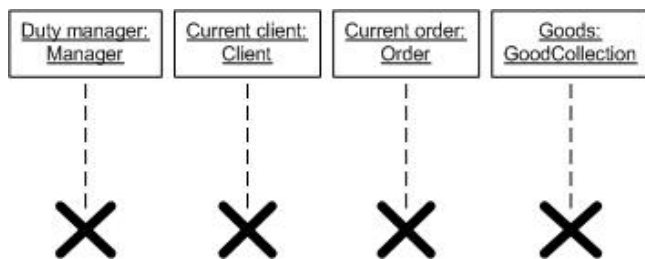 Duty manager:
Manager
Current client:
Client
Current order:
Order
Goods:
GoodCollection